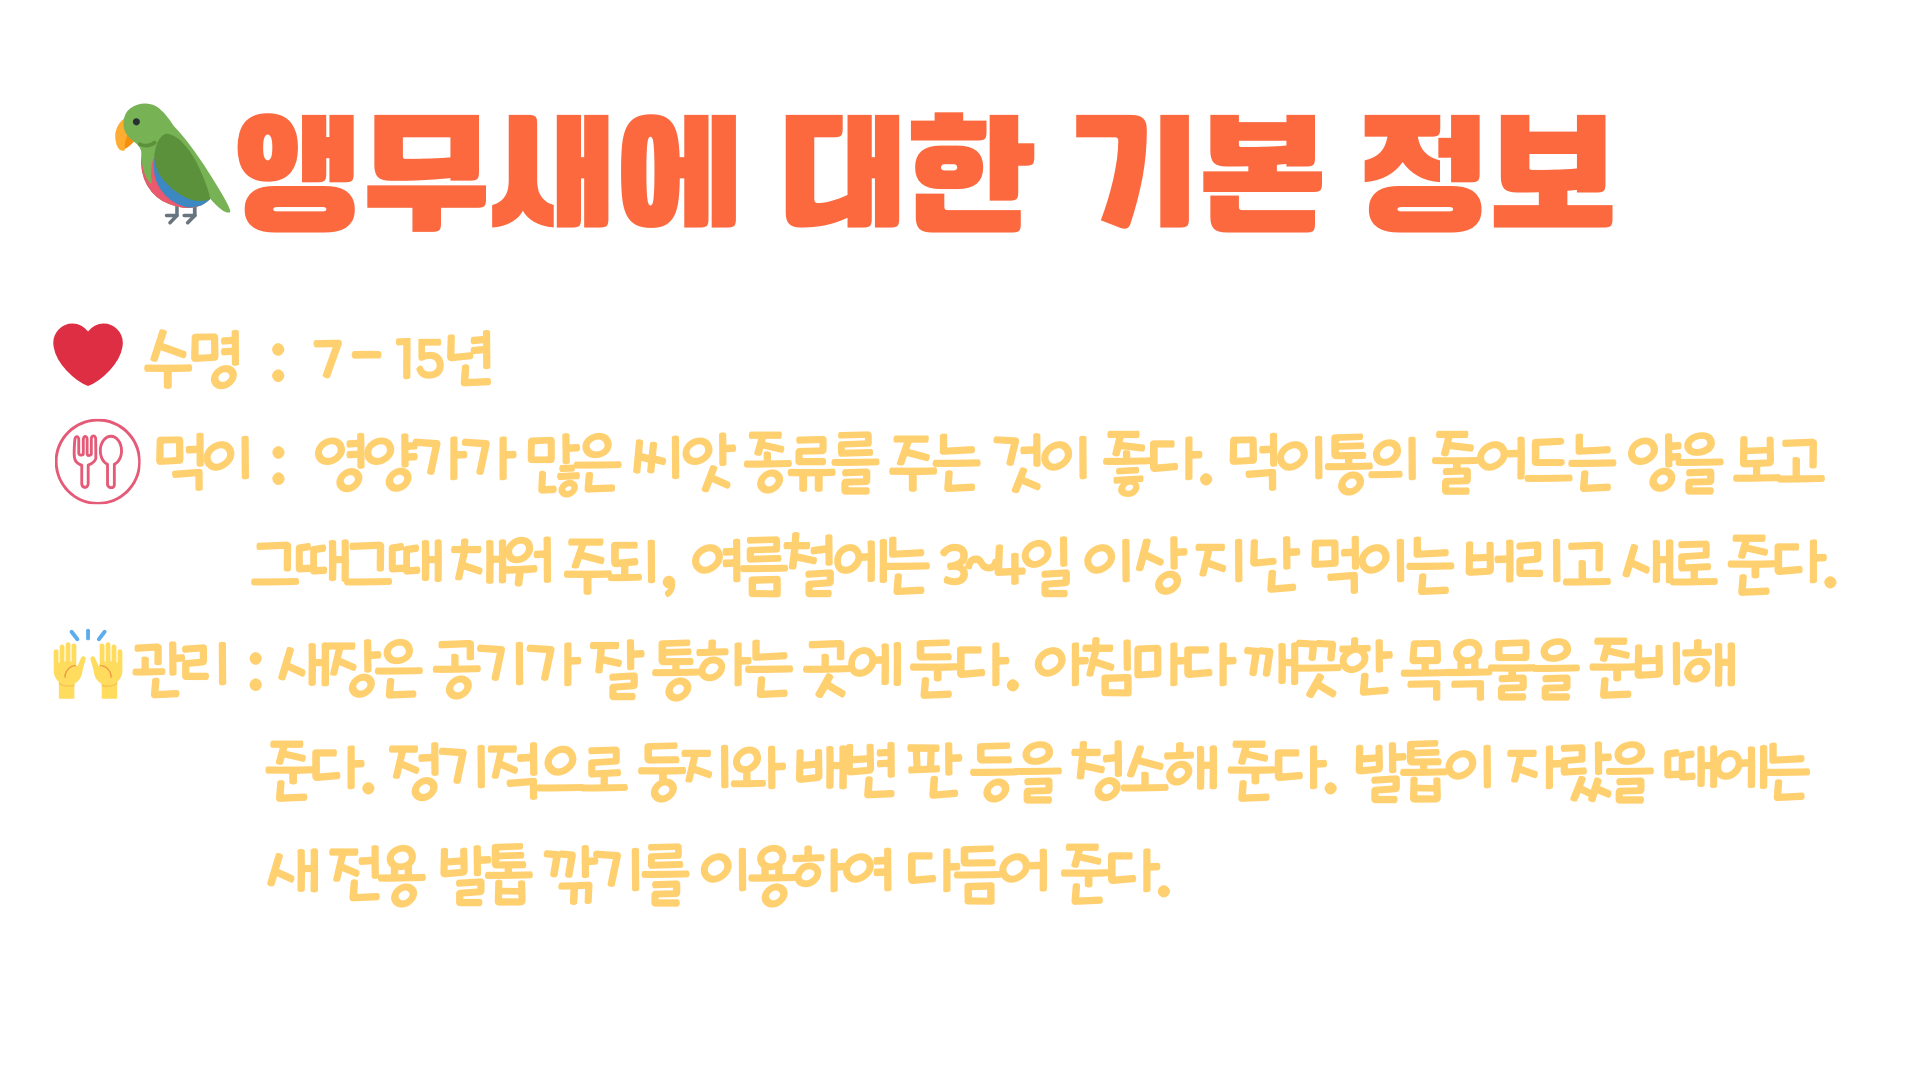 앵무새에 대한 기본 정보
수명 : 7 - 15년
먹이 : 영양가가 많은 씨앗 종류를 주는 것이 좋다. 먹이통의 줄어드는 양을 보고
그때그때 채워 주되, 여름철에는 3~4일 이상 지난 먹이는 버리고 새로 준다.
관리 : 새장은 공기가 잘 통하는 곳에 둔다. 아침마다 깨끗한 목욕물을 준비해
준다. 정기적으로 둥지와 배변 판 등을 청소해 준다. 발톱이 자랐을 때에는
새 전용 발톱 깎기를 이용하여 다듬어 준다.